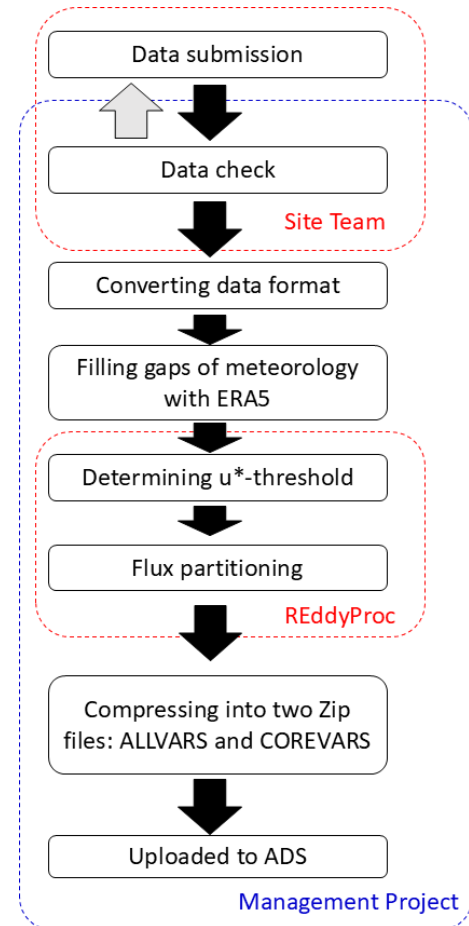 Data submission
Data check
Site Team
Converting data format
Filling gaps of meteorology
with ERA5
Determining u*-threshold
Flux partitioning
REddyProc
Compressing into two Zip
files: ALLVARS and COREVARS
Uploaded to ADS
Management Project